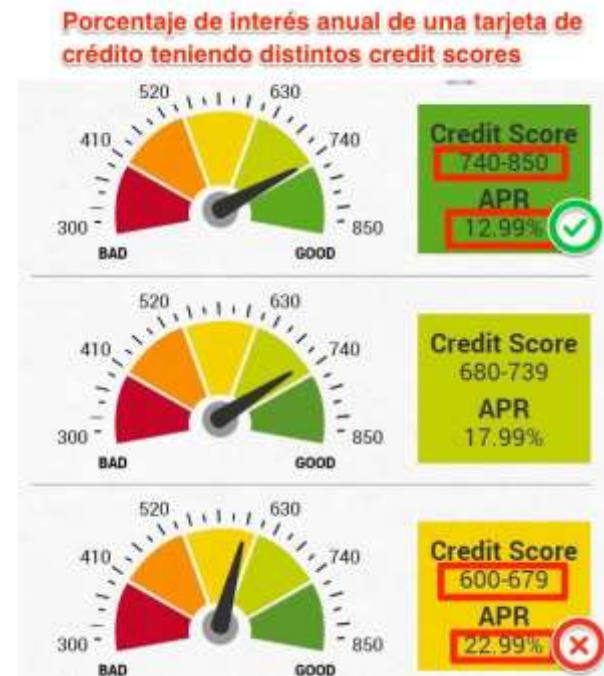 Porcentaje de interés anual de una tarjeta de
crédito teniendo distintos credit scores
520 630
410 740
300 850
BAD GOOD
Credit Score
740-850
APR
12.99%
520 630
410 740
300 850
BAD GOOD
Credit Score
680-739
APR
17.99%
520 630
410 740
300 850
BAD GOOD
Credit Score
600-679
APR
22.99%